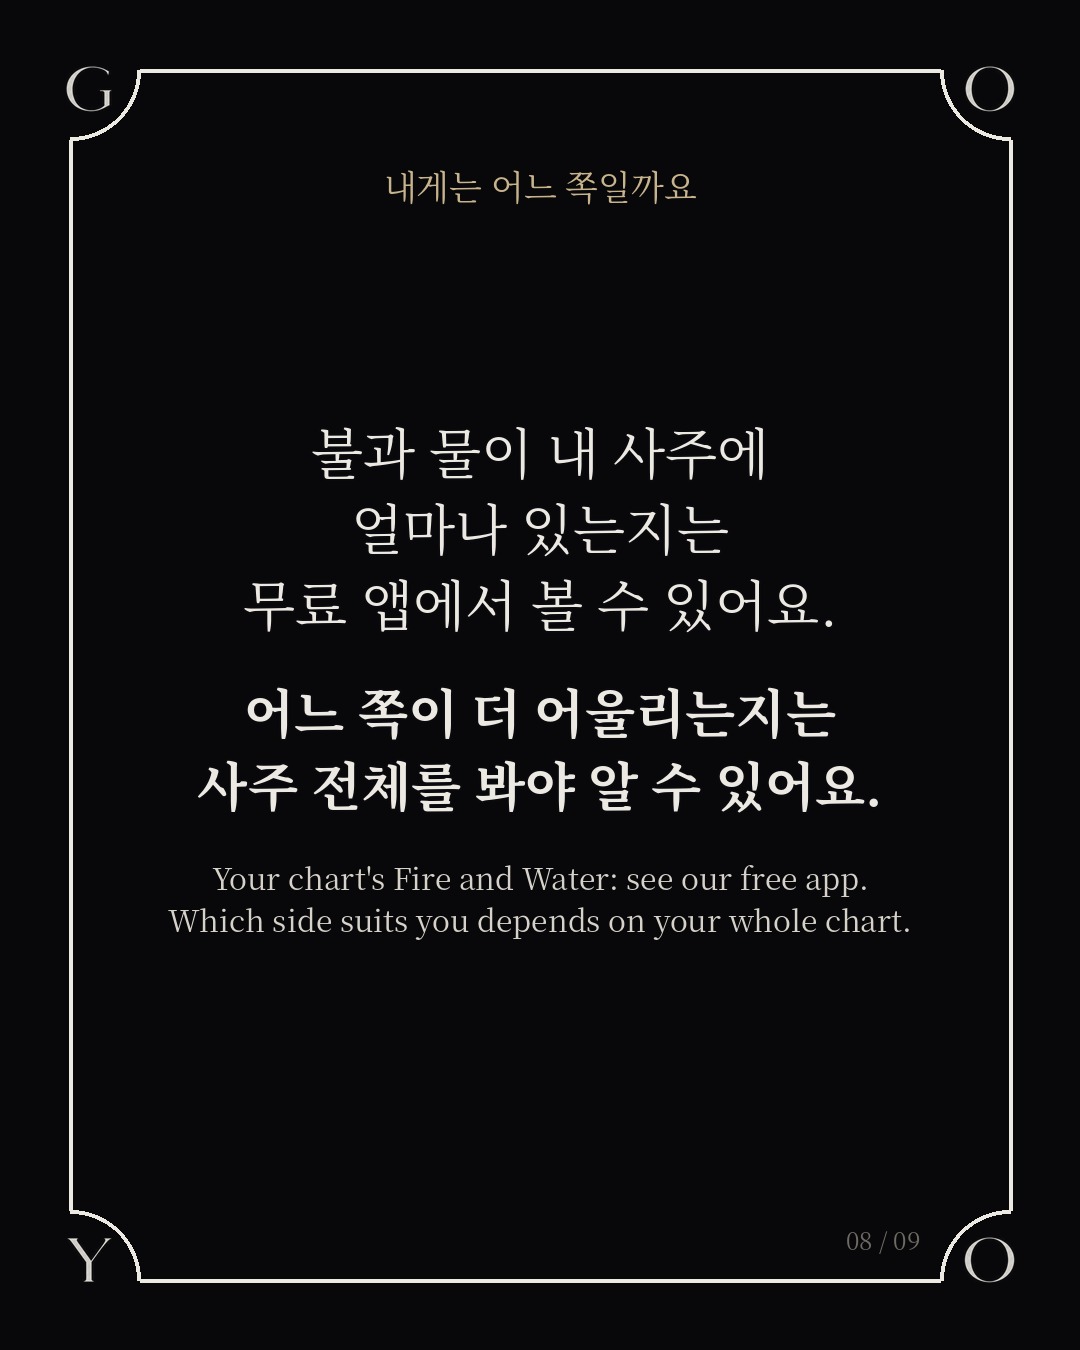 G O
내게는 어느 쪽일까요
불과 물이 내 사주에
얼마나 있는지는
무료 앱에서 볼 수 있어요.
어느 쪽이 더 어울리는지는
사주 전체를 봐야 알 수 있어요.
Your chart's Fire and Water: see our free app.
Which side suits you depends on your whole chart.
08 / 09
Y O